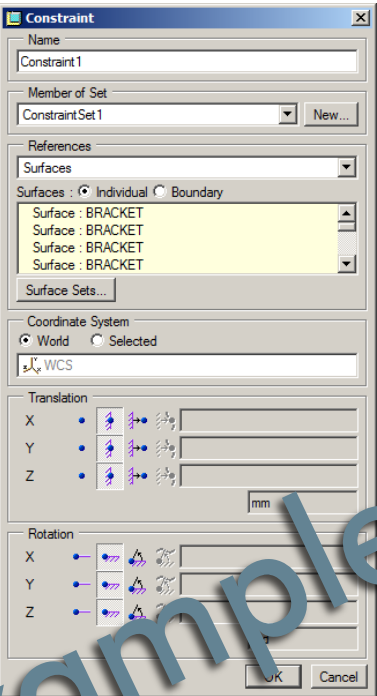 Constraint
Name
Constraint1
Member of Set
ConstraintSet1 New...
References
Surfaces
Surfaces : Individual Boundary
Surface : BRACKET
Surface : BRACKET
Surface : BRACKET
Surface : BRACKET
Surface Sets...
Coordinate System
World Selected
WCS
Translation
X
Y
Z
mm
Rotation
X
Y
Z
OK Cancel